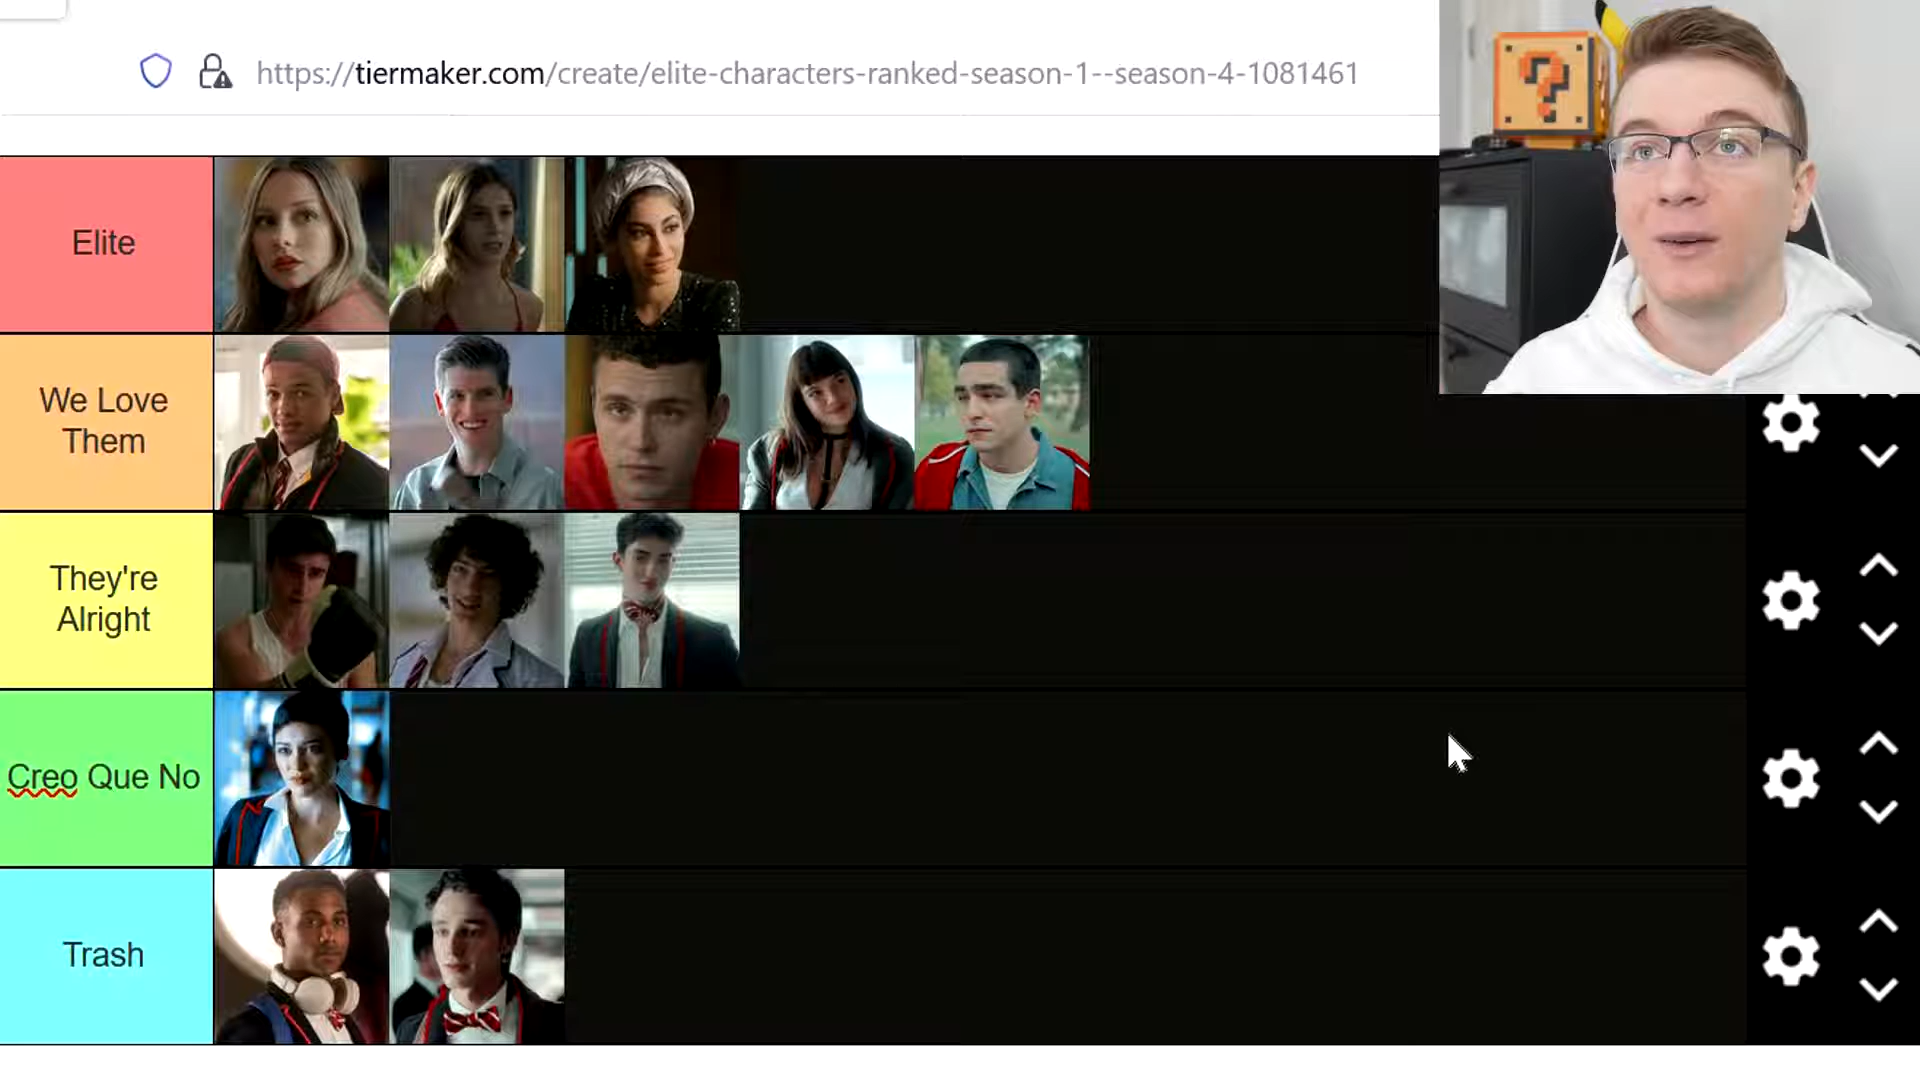 https://tiermaker.com/create/elite-characters-ranked-season-1--season-4-1081461
Elite
We Love
Them
They're
Alright
Creo Que No
Trash